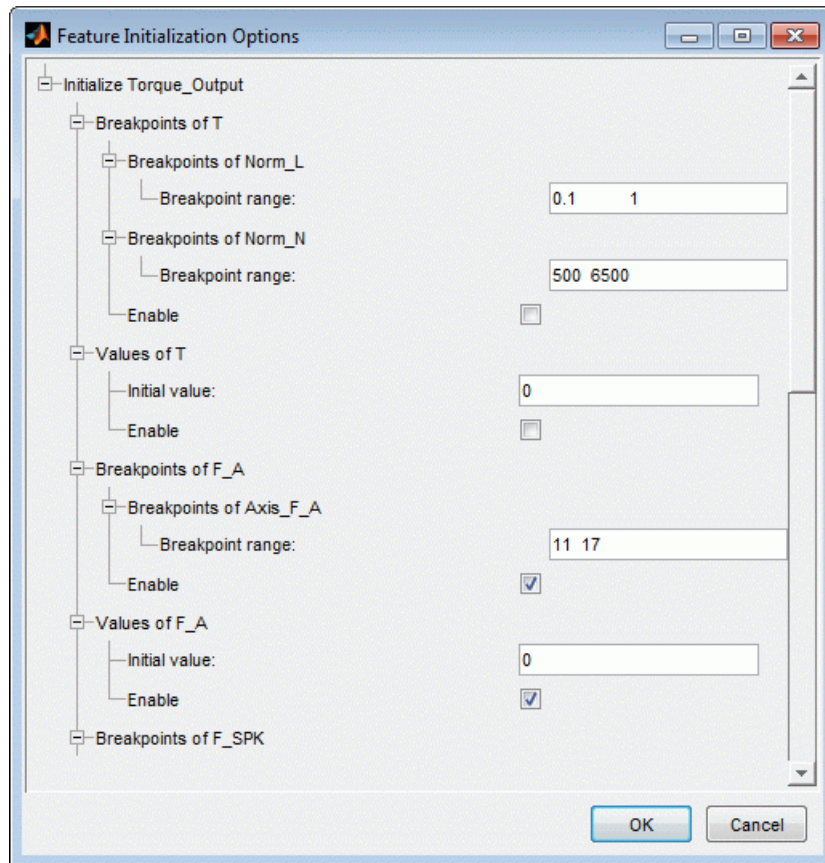 Feature Initialization Options
Initialize Torque_Output
Breakpoints of T
Breakpoints of Norm_L
Breakpoint range: 0.1 1
Breakpoints of Norm_N
Breakpoint range: 500 6500
Enable
Values of T
Initial value: 0
Enable
Breakpoints of F_A
Breakpoints of Axis_F_A
Breakpoint range: 11 17
Enable
Values of F_A
Initial value: 0
Enable
Breakpoints of F_SPK
OK Cancel